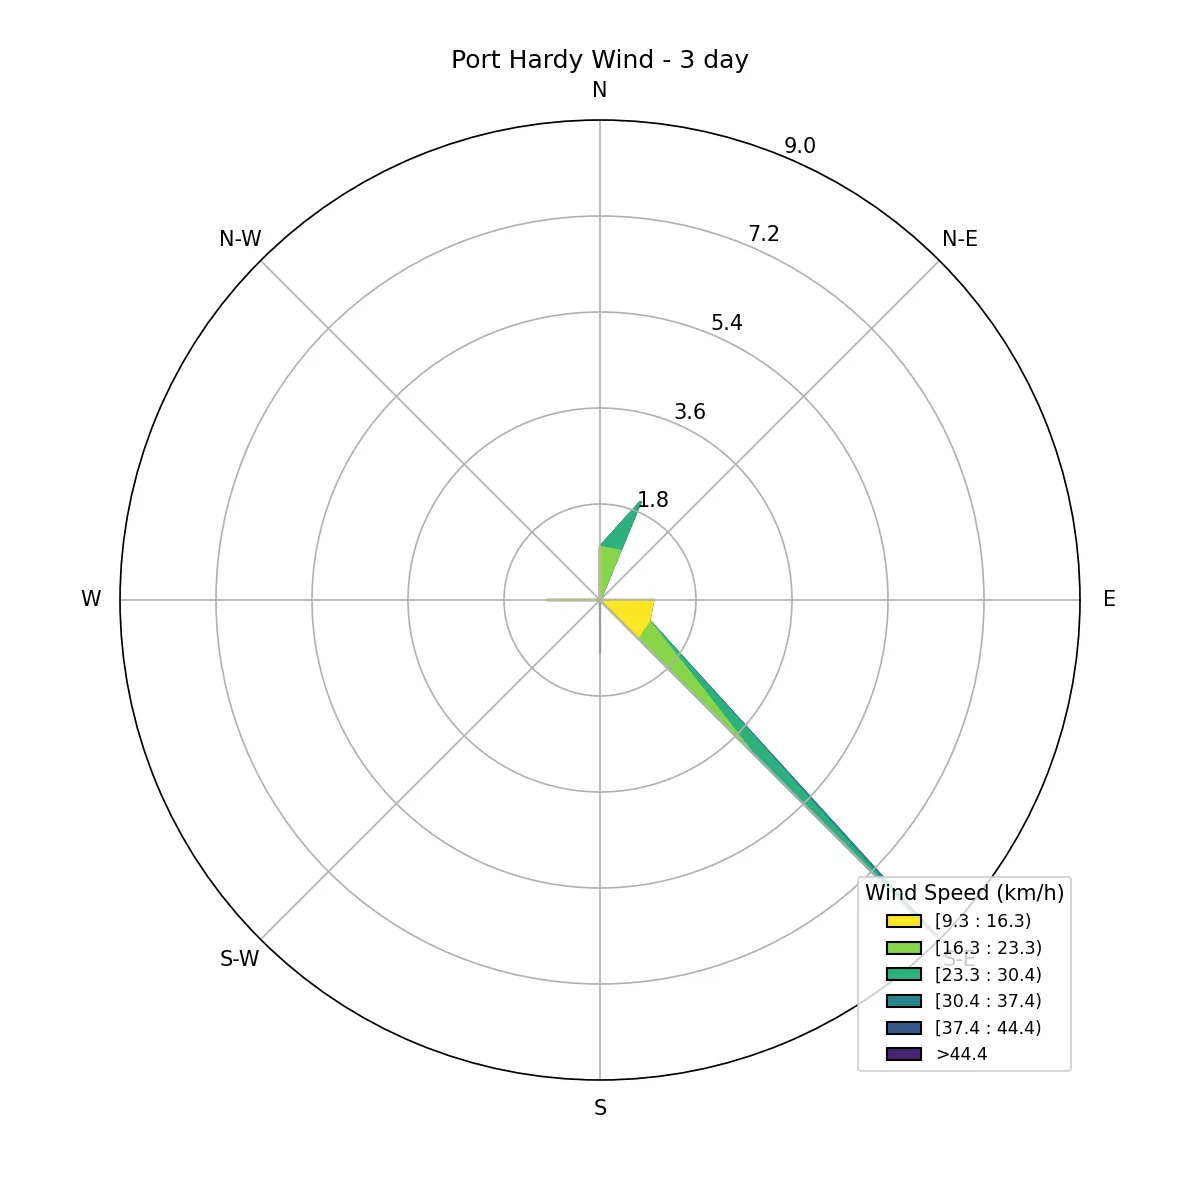 Port Hardy Wind - 3 day
N
9.0
N-W
7.2
N-E
5.4
3.6
1.8
W
E
Wind Speed (km/h)
[9.3 : 16.3)
[16.3 : 23.3)
S-W
S-E
[23.3 : 30.4)
[30.4 : 37.4)
[37.4 : 44.4)
>44.4
S